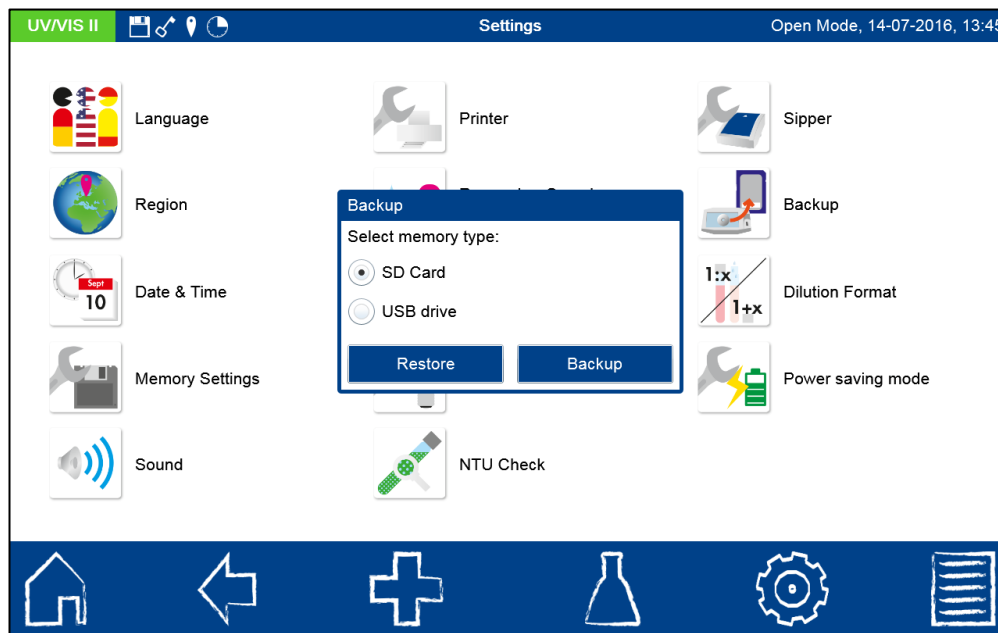 UV/VIS II
Settings
Open Mode, 14-07-2016, 13:45
Language
Printer
Sipper
Region
Backup
Backup
Select memory type:
SD Card
USB drive
Restore
Backup
Sept
10
Date & Time
1:x
1+x
Dilution Format
Memory Settings
Power saving mode
Sound
NTU Check